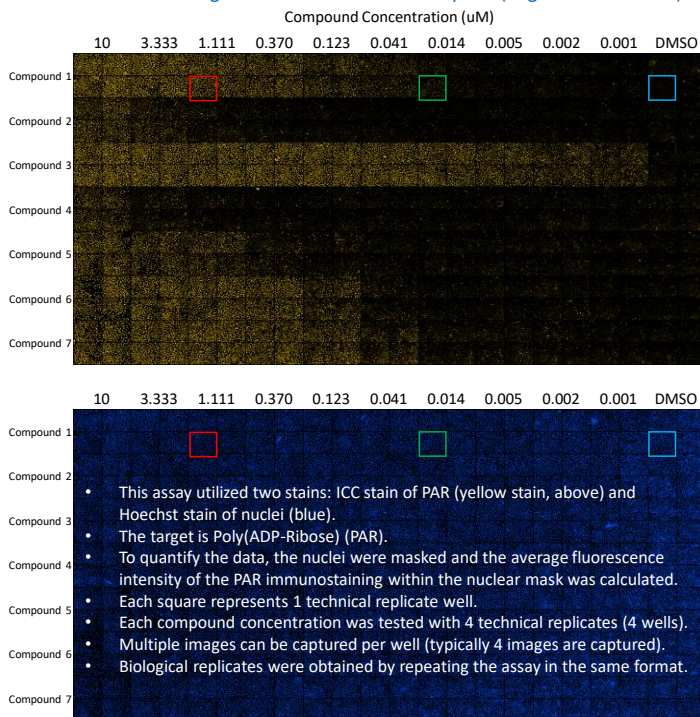 Compound Concentration (uM)
10 3.333 1.111 0.370 0.123 0.041 0.014 0.005 0.002 0.001 DMSO
Compound 1
Compound 2
Compound 3
Compound 4
Compound 5
Compound 6
Compound 7
10 3.333 1.111 0.370 0.123 0.041 0.014 0.005 0.002 0.001 DMSO
Compound 1
Compound 2
Compound 3
Compound 4
Compound 5
Compound 6
Compound 7
• This assay utilized two stains: ICC stain of PAR (yellow stain, above) and
Hoechst stain of nuclei (blue).
• The target is Poly(ADP-Ribose) (PAR).
• To quantify the data, the nuclei were masked and the average fluorescence
intensity of the PAR immunostaining within the nuclear mask was calculated.
• Each square represents 1 technical replicate well.
• Each compound concentration was tested with 4 technical replicates (4 wells).
• Multiple images can be captured per well (typically 4 images are captured).
• Biological replicates were obtained by repeating the assay in the same format.